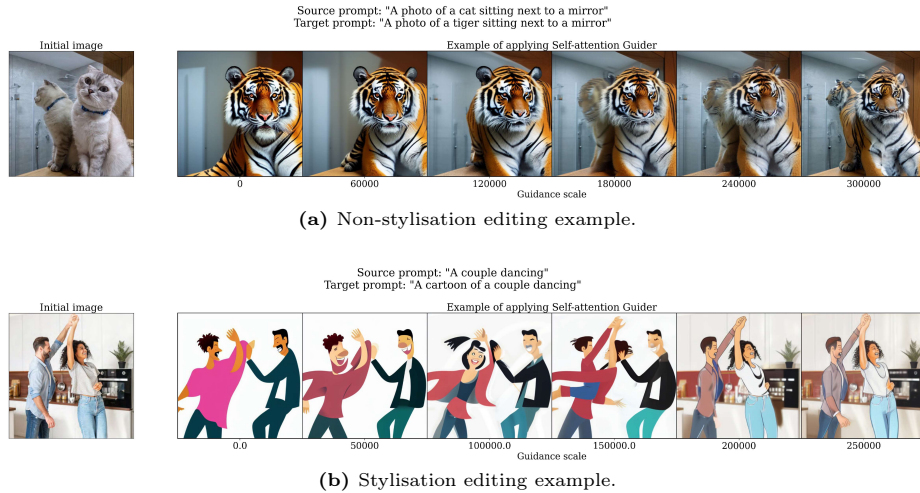 Source prompt: "A photo of a cat sitting next to a mirror"
Target prompt: "A photo of a tiger sitting next to a mirror"
Initial image
Example of applying Self-attention Guider
0 60000 120000 180000 240000 300000
Guidance scale
(a) Non-stylisation editing example.
Source prompt: "A couple dancing"
Target prompt: "A cartoon of a couple dancing"
Initial image
Example of applying Self-attention Guider
0.0 50000 100000.0 150000.0 200000 250000
Guidance scale
(b) Stylisation editing example.